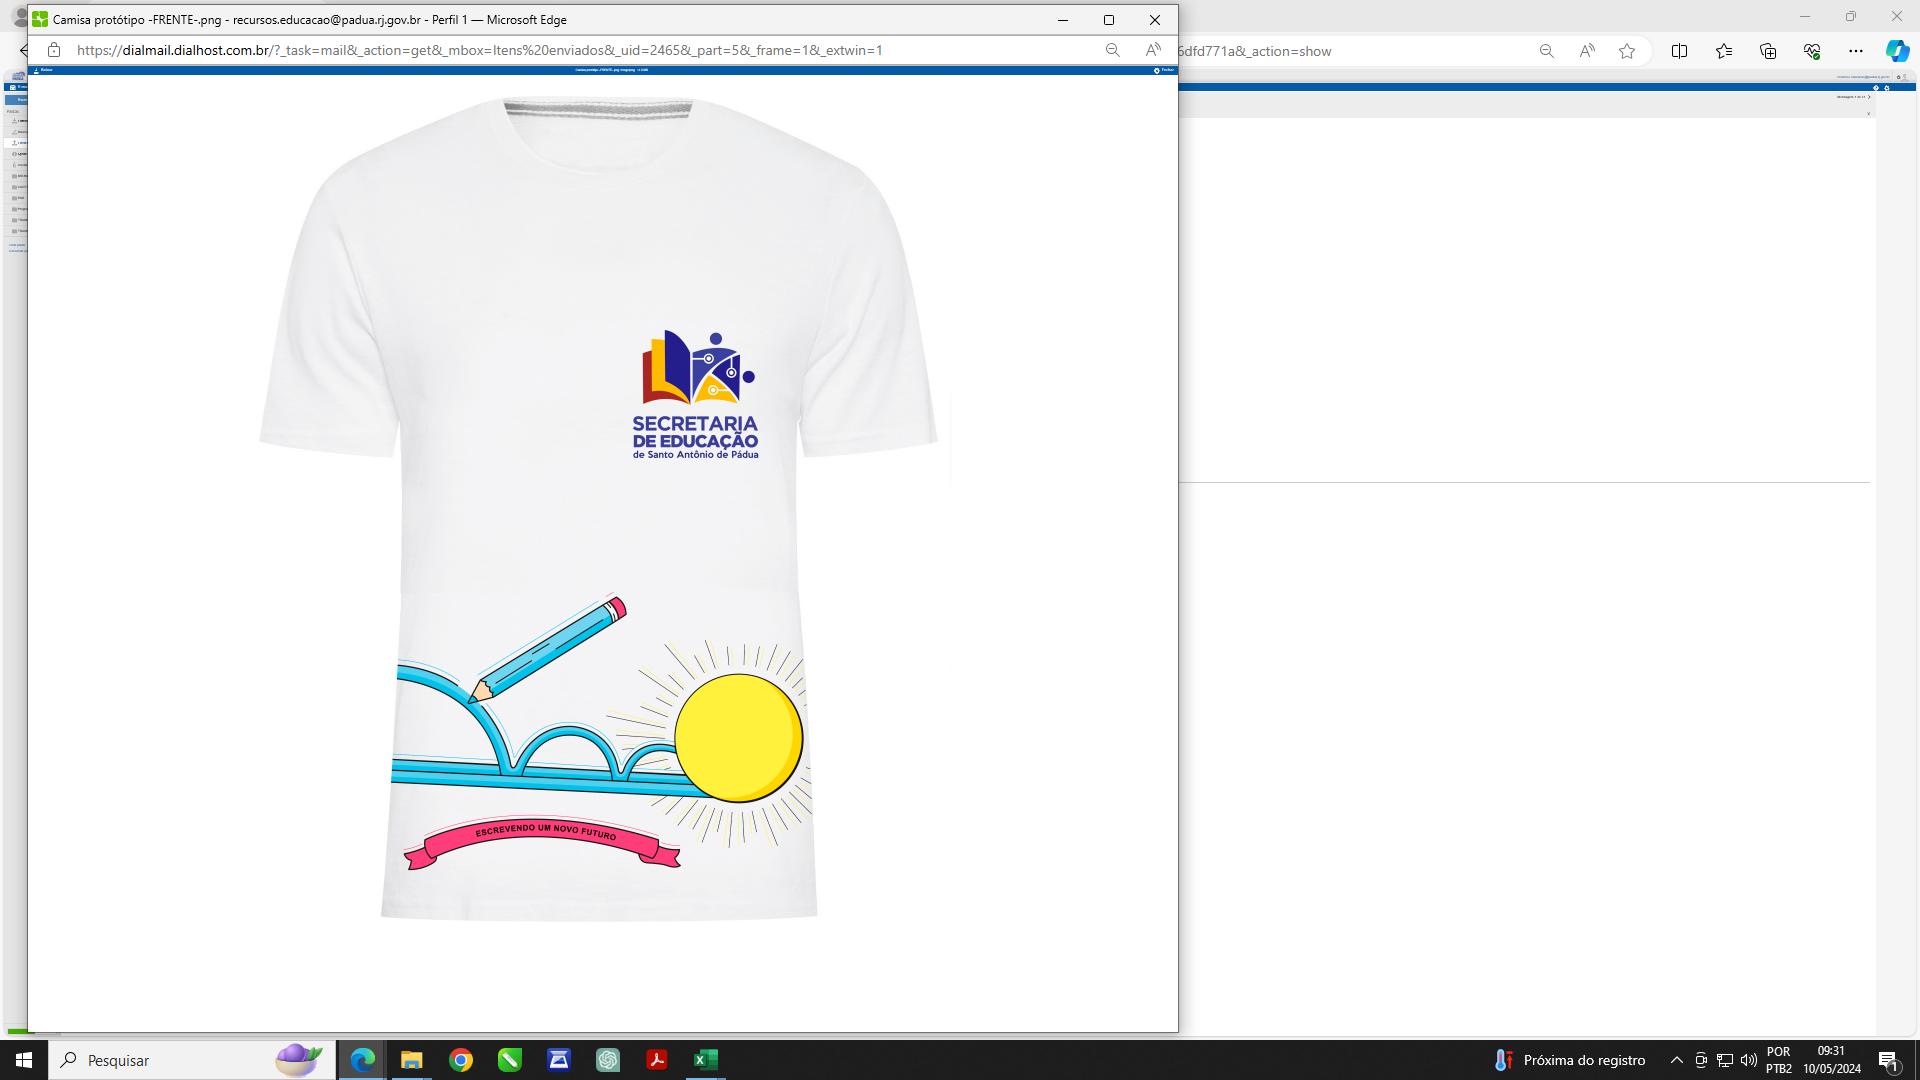 Camisa protótipo -FRENTE-.png - recursos.educacao@padua.rj.gov.br - Perfil 1 — Microsoft Edge
https://dialmail.dialhost.com.br/?_task=mail&_action=get&_mbox=Itens%20enviados&_uid=2465&_part=5&_frame=1&_extwin=1
6dfd771a&_action=show
Baixar
Fechar
SECRETARIA
DE EDUCAÇÃO
de Santo Antônio de Pádua
ESCREVENDO UM NOVO FUTURO
Pesquisar
Próxima do registro
POR
PTB2
09:31
10/05/2024
1